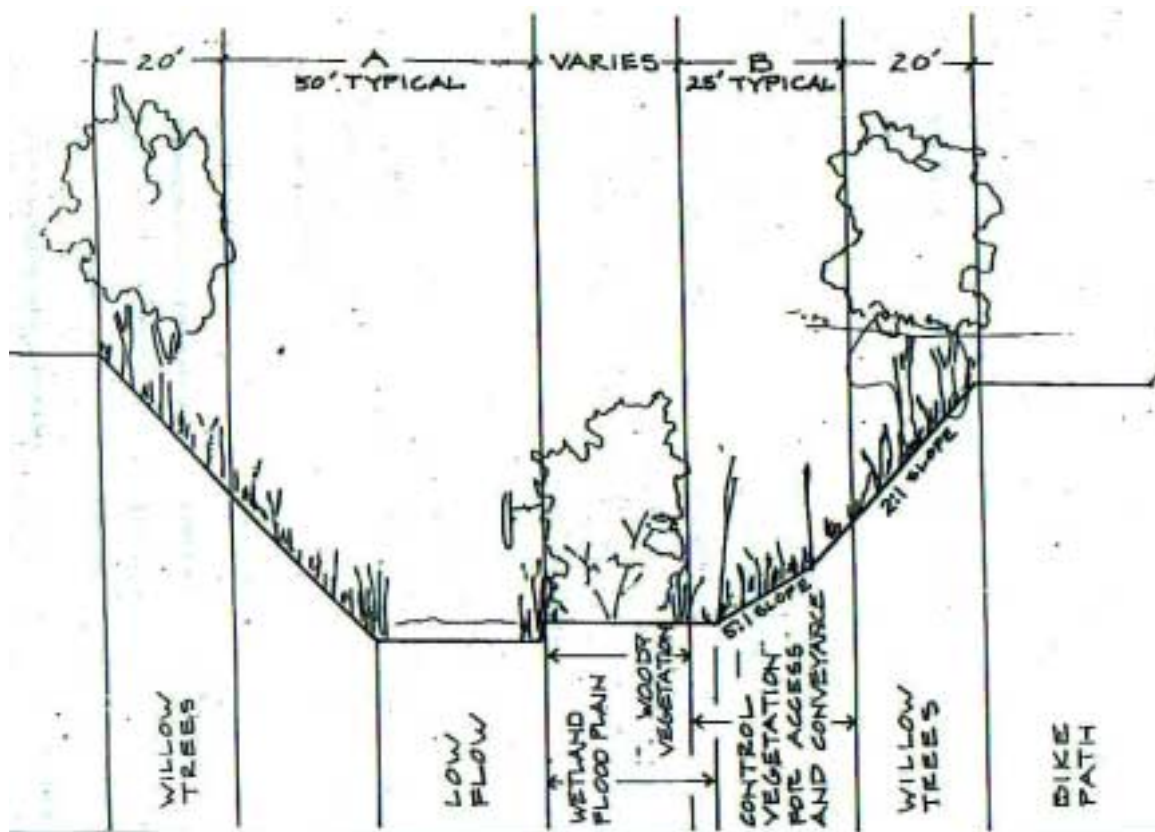 20'
A
50' TYPICAL
VARIES
B
25' TYPICAL
20'
2:1 SLOPE
5:1 SLOPE
WILLOW
TREES
LOW
FLOW
WETLAND
FLOOD PLAIN
WOODY
VEGETATION
CONTROL
VEGETATION
FOR ACCESS
AND CONVEYANCE
WILLOW
TREES
BIKE
PATH